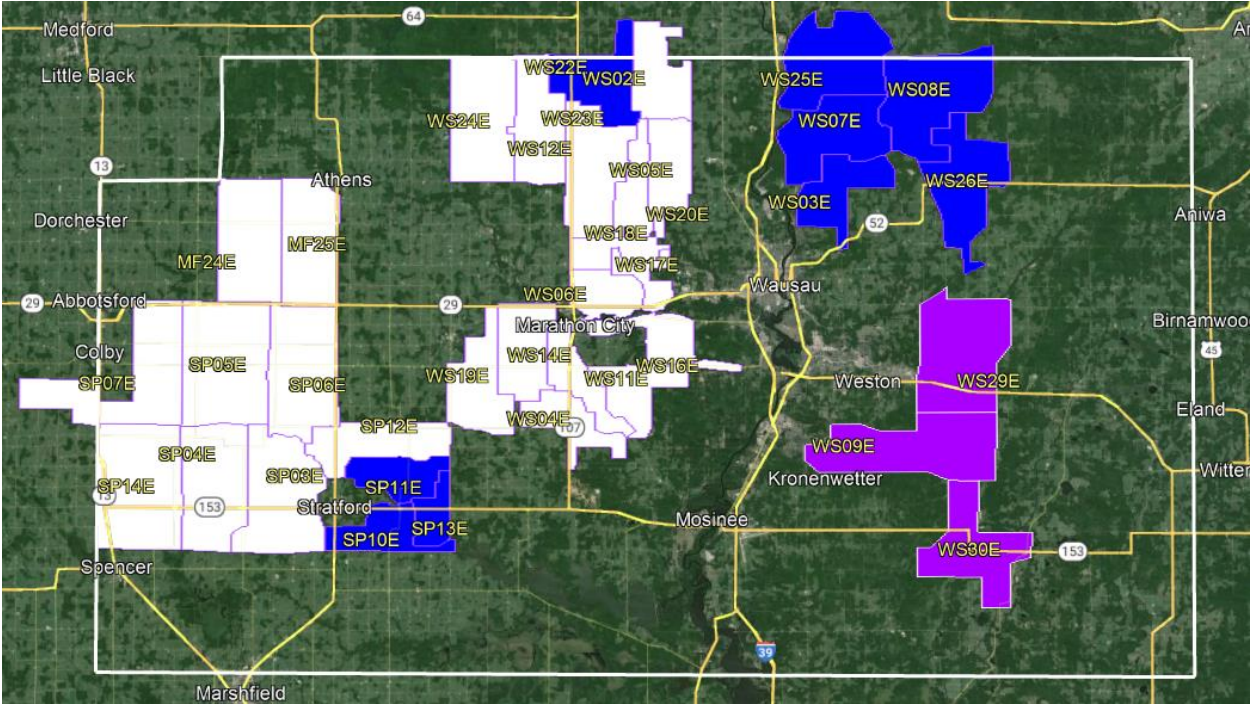 64
Medford
Ar
Little Black
WS22E
WS02E
WS25E
WS08E
WS24E
WS23E
WS07E
WS12E
13
WS05E
Athens
WS26E
WS03E
Dorchester
WS20E
Aniwa
52
WS18E
MF25E
MF24E
WS17E
Wausau
WS06E
29
Abbotsford
29
Marathon City
Birnamwoo
Colby
WS14E
45
SP05E
WS16E
SP07E
SP06E
WS19E
WS11E
Weston
WS29E
Eland
WS04E
SP12E
107
WS09E
SP04E
Witter
SP03E
Kronenwetter
SP14E
SP11E
13
153
Stratford
Mosinee
SP13E
SP10E
WS30E
153
Spencer
39
Marshfield